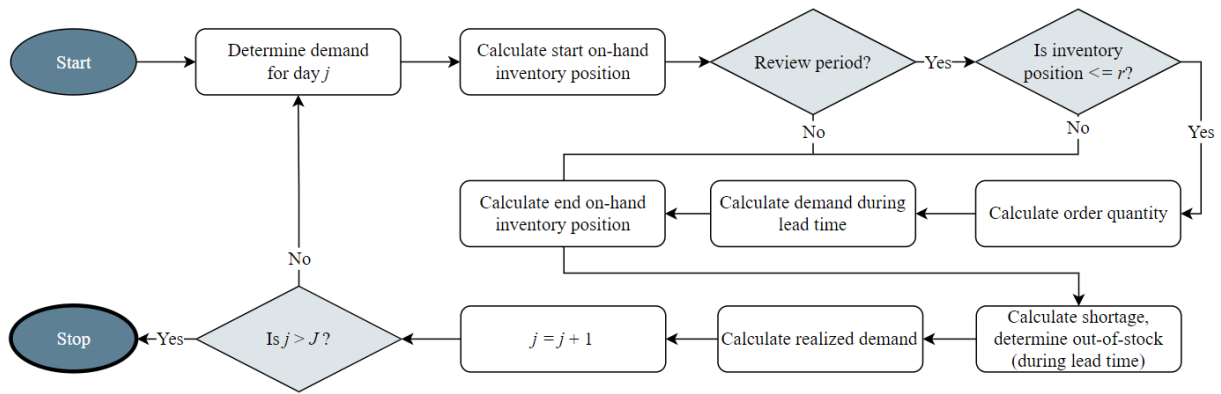 Start
Determine demand
for day j
Calculate start on-hand
inventory position
Review period?
Yes
Is inventory
position <= r?
No
No
Yes
Calculate end on-hand
inventory position
Calculate demand during
lead time
Calculate order quantity
No
Stop
Yes
Is j > J ?
j = j + 1
Calculate realized demand
Calculate shortage,
determine out-of-stock
(during lead time)